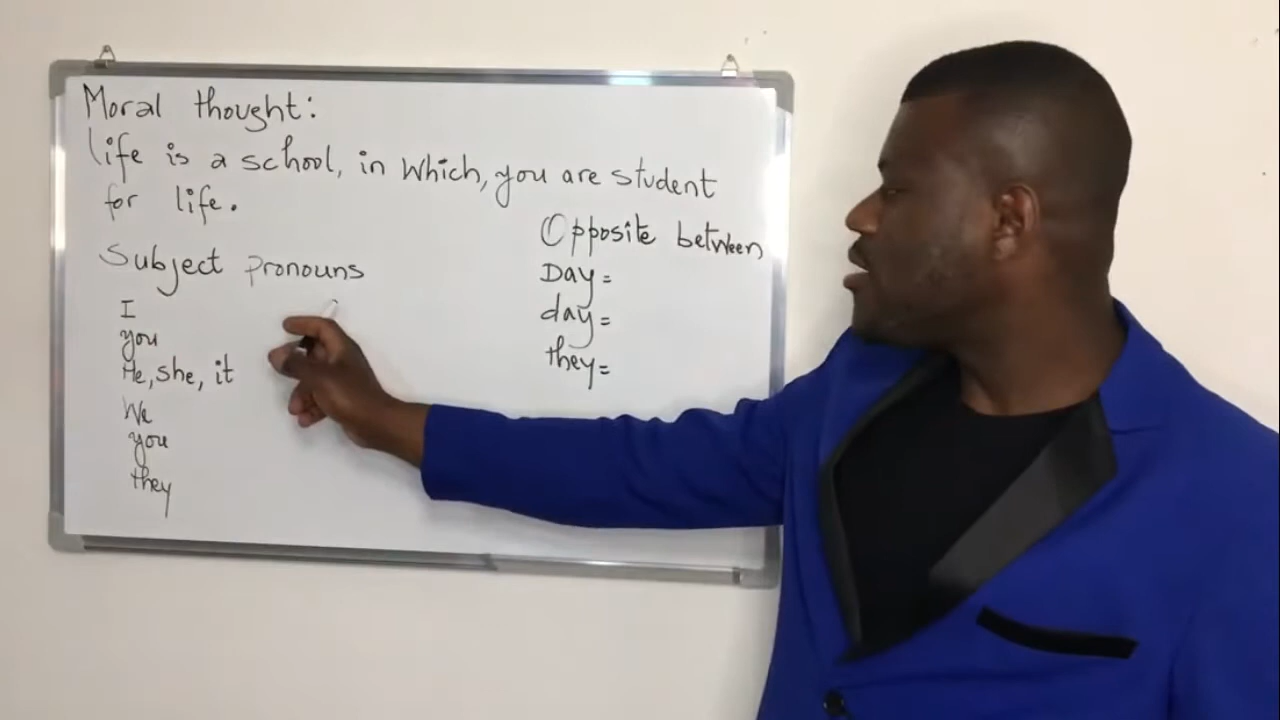 Moral thought:
life is a school, in which, you are student
for life.
Subject pronouns
I
you
He, she, it
We
you
they
Opposite between
Day=
day=
they=